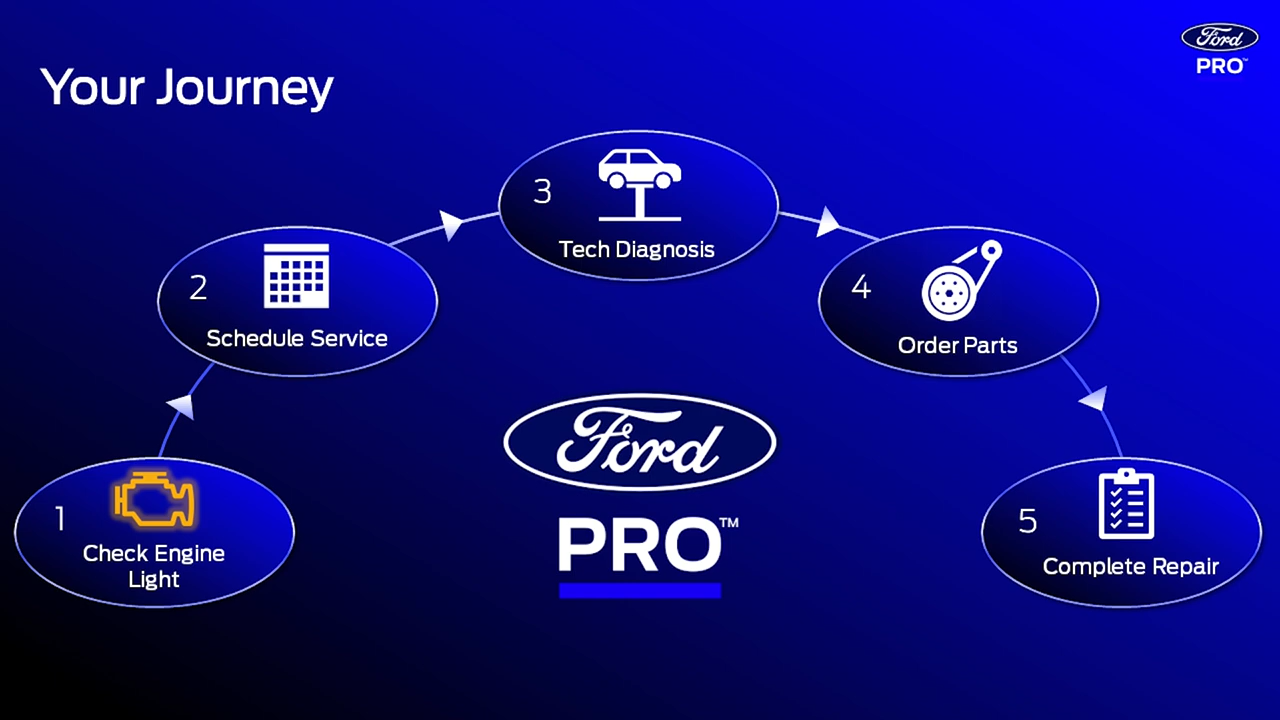 Ford
PRO™
Your Journey
1
Check Engine
Light
2
Schedule Service
3
Tech Diagnosis
4
Order Parts
5
Complete Repair
Ford
PRO™